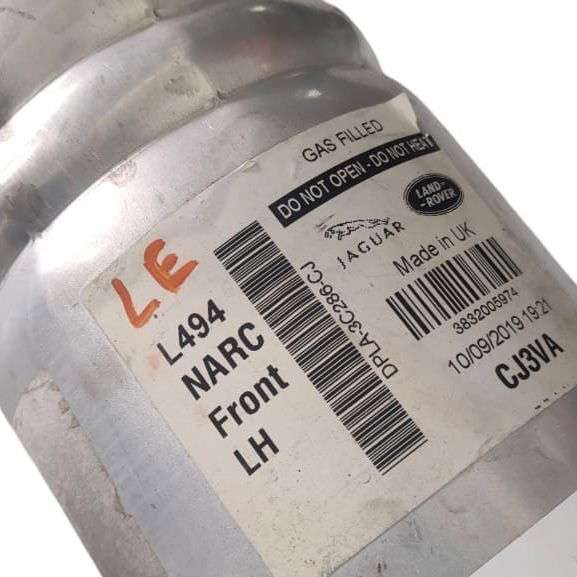 GAS FILLED
DO NOT OPEN - DO NOT HEAT
JAGUAR
LAND-
-ROVER
Made in UK
LE
L494
NARC
Front
LH
DPLA-3C286-CJ
3832005974
10/09/2019 19:21
CJ3VA